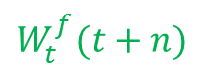 W_t^f(t + n)